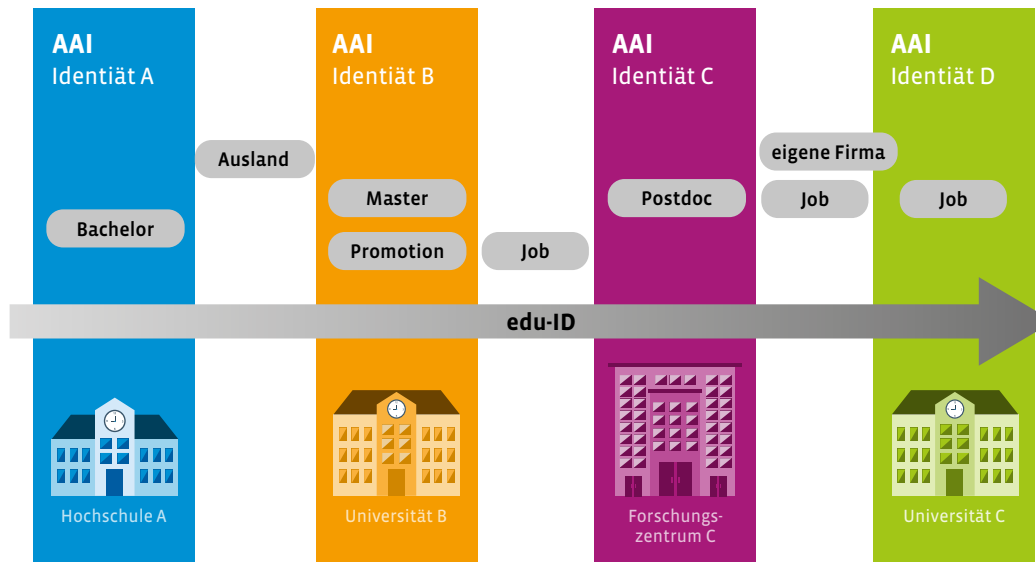 AAI
Identiät A
AAI
Identiät B
AAI
Identiät C
AAI
Identiät D
Ausland
eigene Firma
Master
Postdoc
Job
Job
Bachelor
Promotion
Job
edu-ID
Hochschule A
Universität B
Forschungs-
zentrum C
Universität C